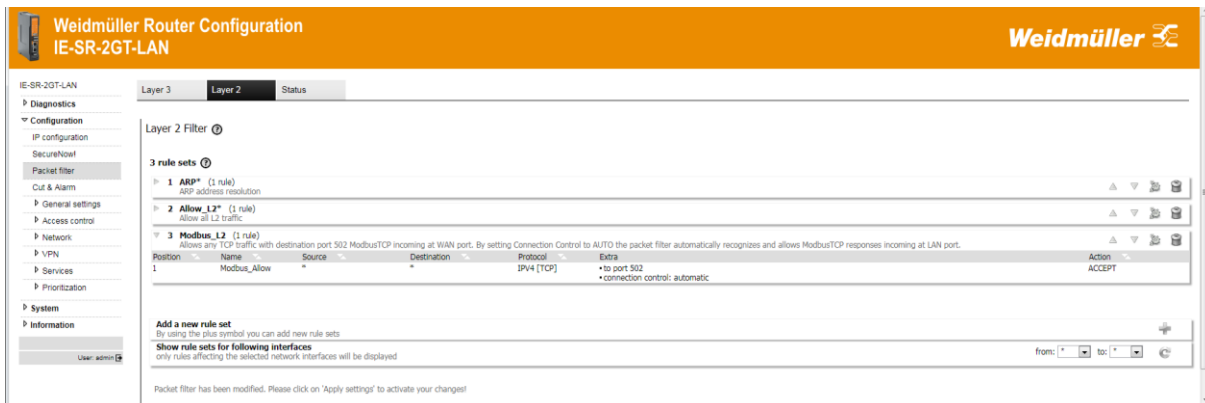 Weidmüller Router Configuration
IE-SR-2GT-LAN
Weidmüller
IE-SR-2GT-LAN
Diagnostics
Configuration
IP configuration
SecureNow!
Packet filter
Cut & Alarm
General settings
Access control
Network
VPN
Services
Prioritization
System
Information
User: admin
Layer 3 Layer 2 Status
Layer 2 Filter ?
3 rule sets ?
1 ARP* (1 rule)
ARP address resolution
2 Allow_L2* (1 rule)
Allow all L2 traffic
3 Modbus_L2 (1 rule)
Allows any TCP traffic with destination port 502 ModbusTCP incoming at WAN port. By setting Connection Control to AUTO the packet filter automatically recognizes and allows ModbusTCP responses incoming at LAN port.
Position Name Source Destination Protocol Extra Action
1 Modbus_Allow * * IPV4 [TCP] • to port 502 ACCEPT
• connection control: automatic
Add a new rule set
By using the plus symbol you can add new rule sets
Show rule sets for following interfaces
only rules affecting the selected network interfaces will be displayed
from: * to: *
Packet filter has been modified. Please click on 'Apply settings' to activate your changes!